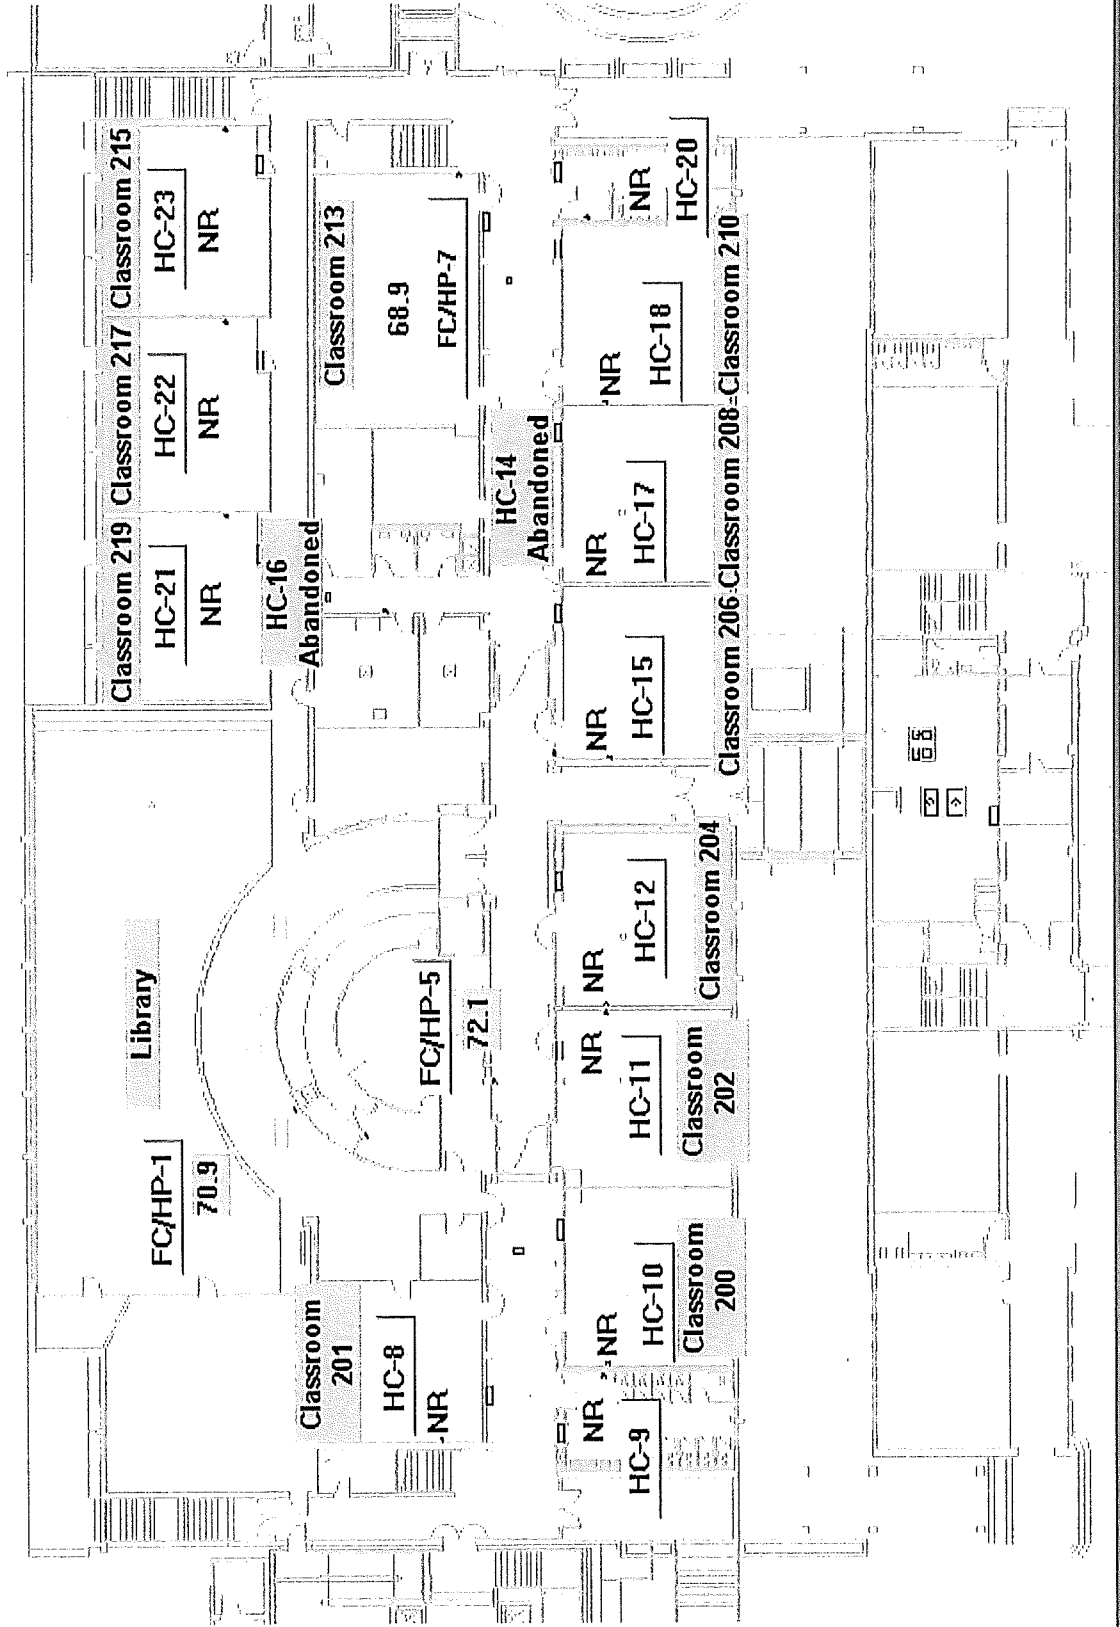 Classroom 219
HC-21
NR
Classroom 217
HC-22
NR
Classroom 215
HC-23
NR
Library
FC/HP-1
70.9
HC-16
Abandoned
Classroom 213
68.9
FC/HP-7
Classroom
201
HC-8
NR
FC/HP-5
72.1
HC-14
Abandoned
NR
HC-9
NR
HC-10
Classroom
200
NR
HC-11
Classroom
202
NR
HC-12
Classroom 204
NR
HC-15
NR
HC-17
NR
HC-18
NR
HC-20
Classroom 206-Classroom 208-Classroom 210